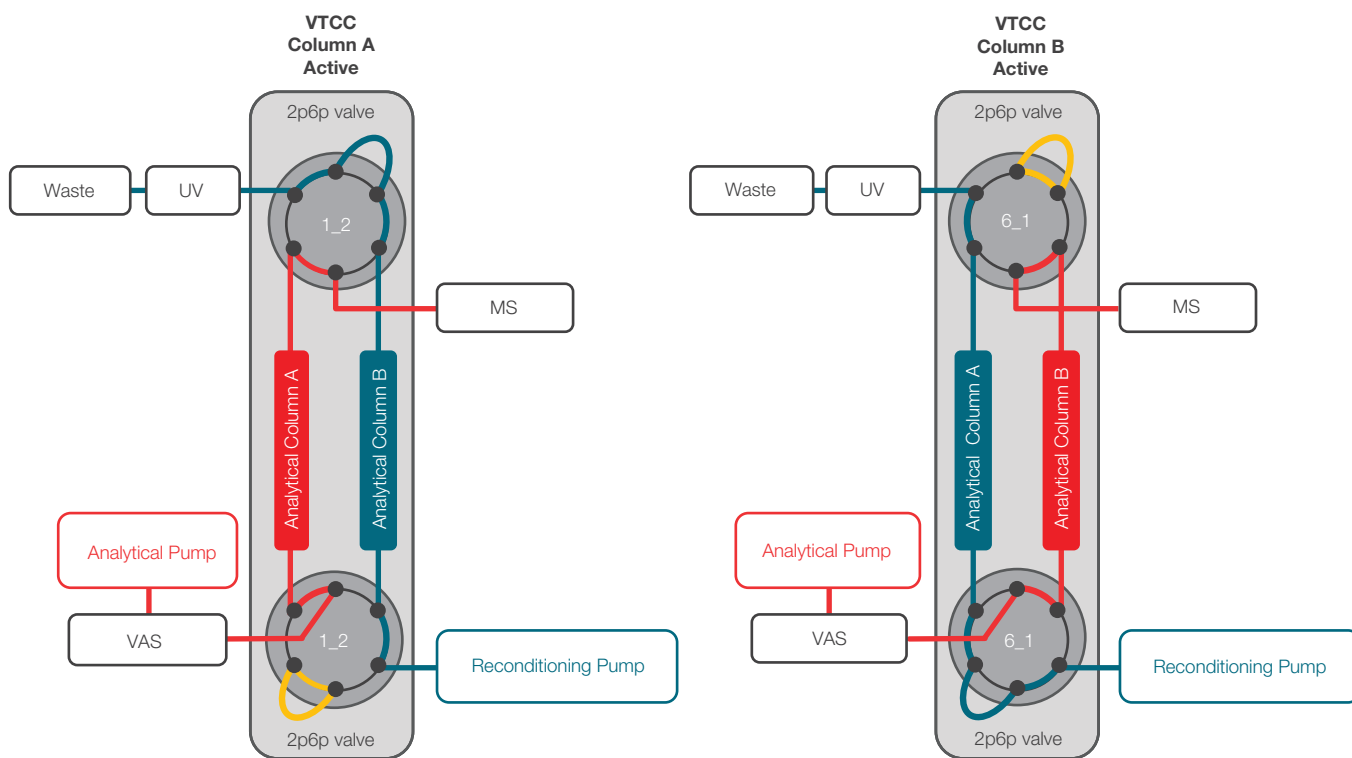 VTCC
Column A
Active
2p6p valve
Waste
UV
1_2
MS
Analytical Column A
Analytical Column B
Analytical Pump
VAS
1_2
Reconditioning Pump
2p6p valve
VTCC
Column B
Active
2p6p valve
Waste
UV
6_1
MS
Analytical Column A
Analytical Column B
Analytical Pump
VAS
6_1
Reconditioning Pump
2p6p valve